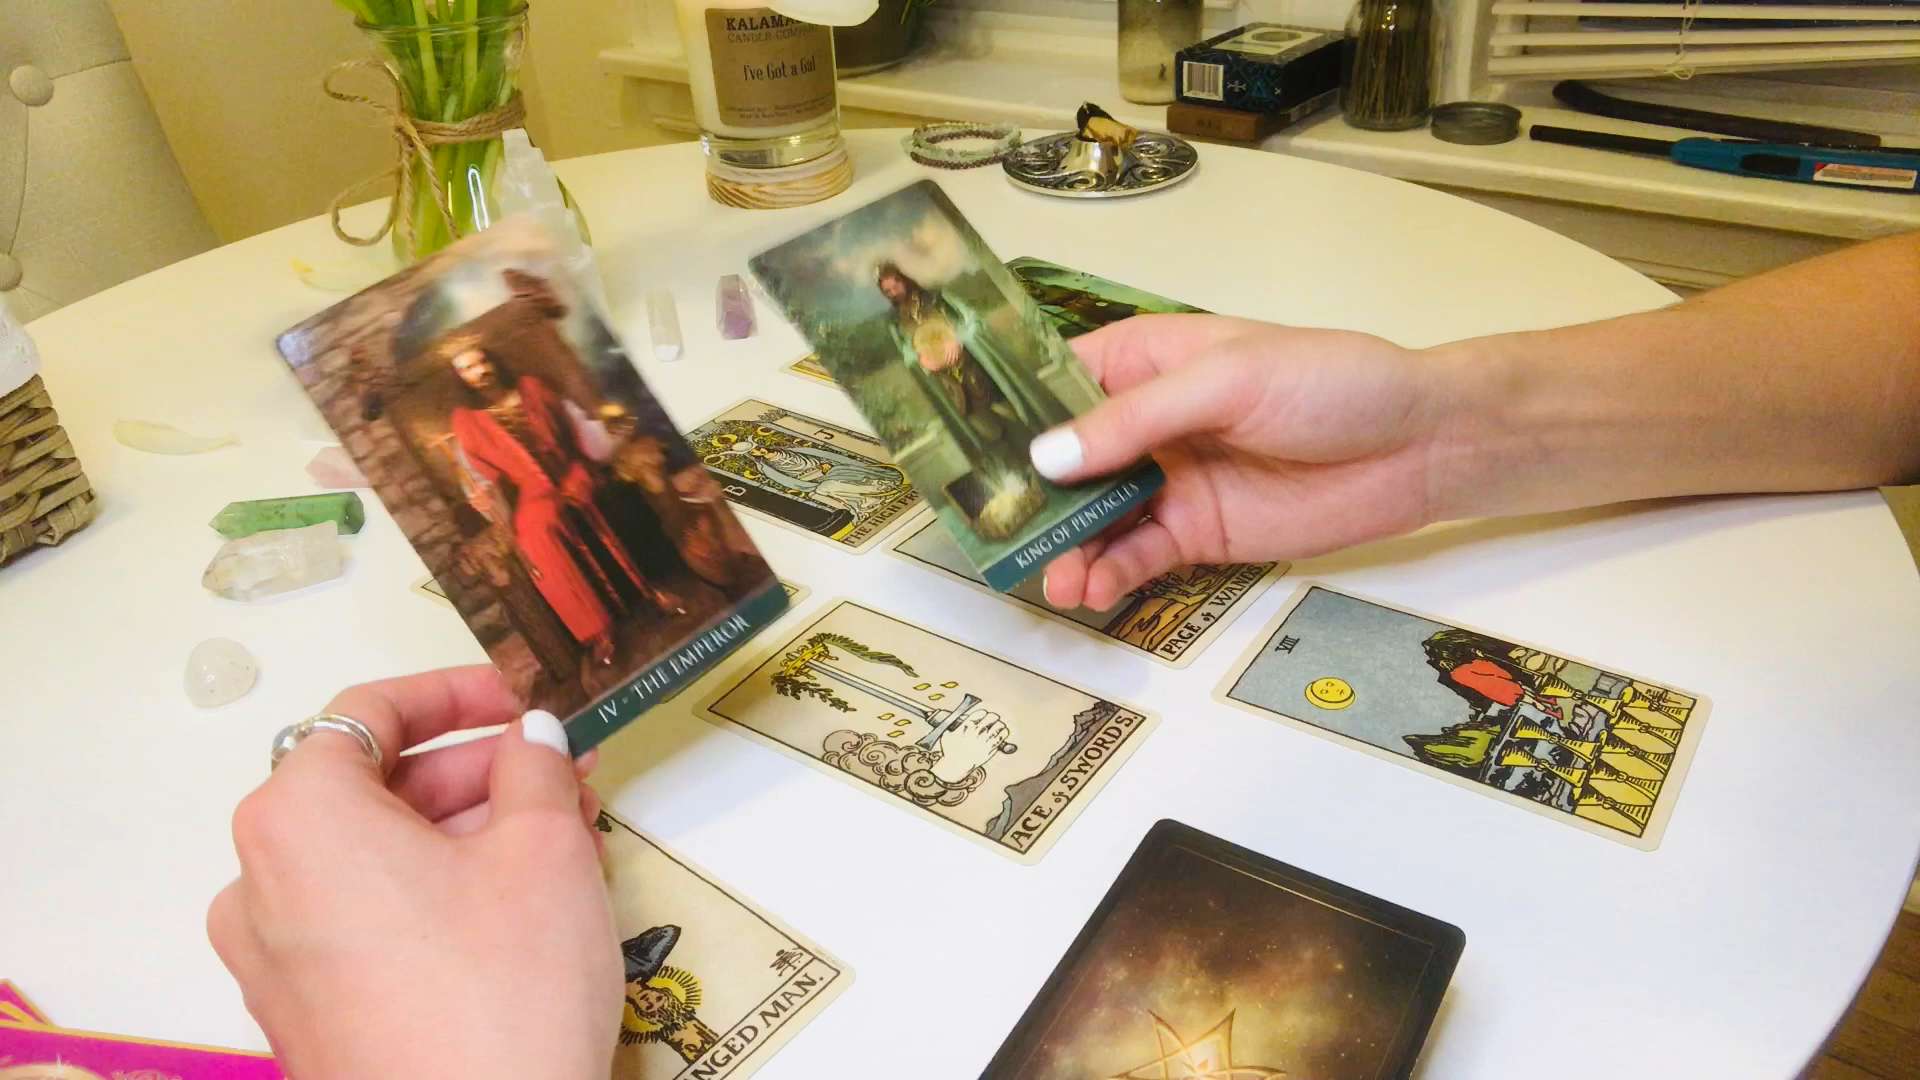 KALAMA
CANDLE COMP
I've Got a Gal
J
B
THE HIGH PR
KING OF PENTACLES
PAGE of WANDS.
IV - THE EMPEROR
VIII
ACE of SWORDS.
NGED MAN.